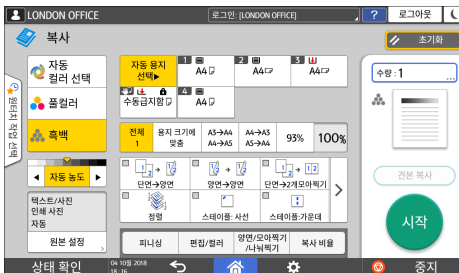 LONDON OFFICE
로그인: [LONDON OFFICE]
?
로그아웃
복사
초기화
원터치 작업 선택
자동
컬러 선택
풀컬러
흑백
자동 농도
텍스트/사진
인쇄 사진
자동
원본 설정
자동 용지
선택▶
1
A4
2
A4
3
A4
수동급지함
4
A4
전체
1
용지 크기에
맞춤
A3→A4
A4→A5
A4→A3
A5→A4
93%
100%
단면→양면
양면→양면
단면→2개모아찍기
정렬
스테이플: 사선
스테이플:가운데
피니싱
편집/컬러
양면/모아찍기
/나눠찍기
복사 비율
수량 : 1
...
견본 복사
시작
상태 확인
04 10월 2018
18:16
중지